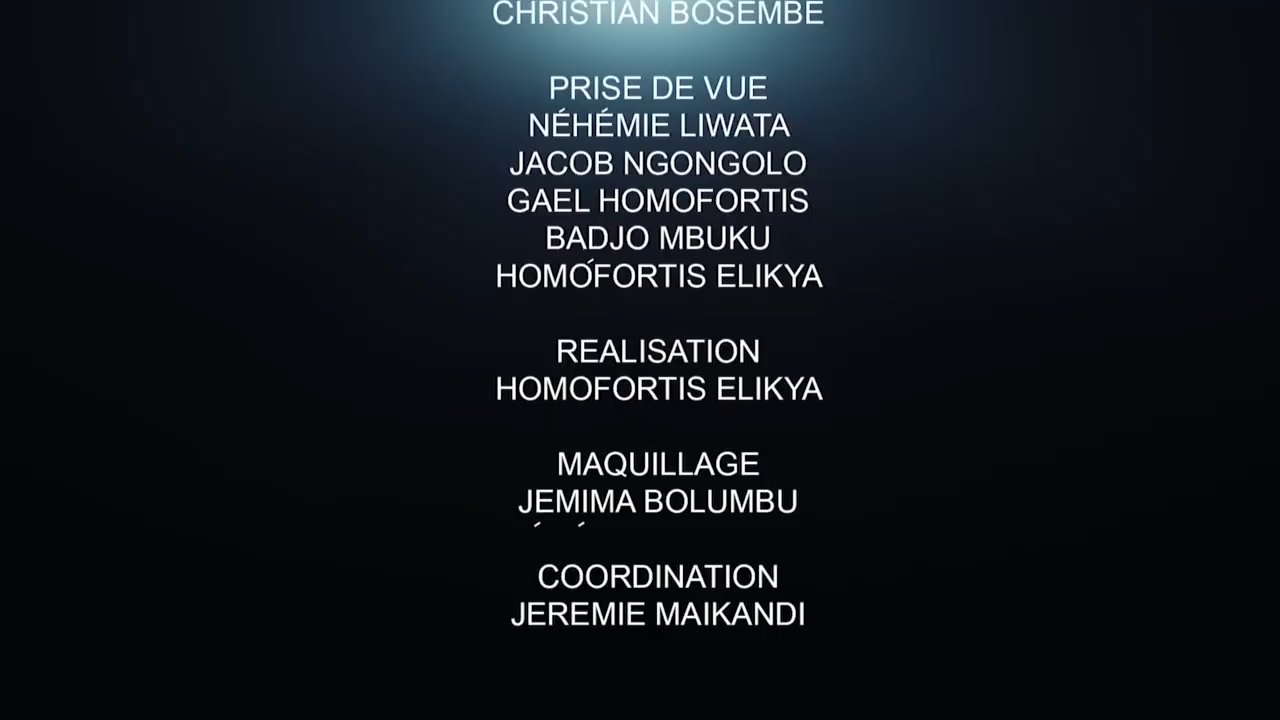 CHRISTIAN BOSEMBE
PRISE DE VUE
NÉHÉMIE LIWATA
JACOB NGONGOLO
GAEL HOMOFORTIS
BADJO MBUKU
HOMOFORTIS ELIKYA
REALISATION
HOMOFORTIS ELIKYA
MAQUILLAGE
JEMIMA BOLUMBU
COORDINATION
JEREMIE MAIKANDI